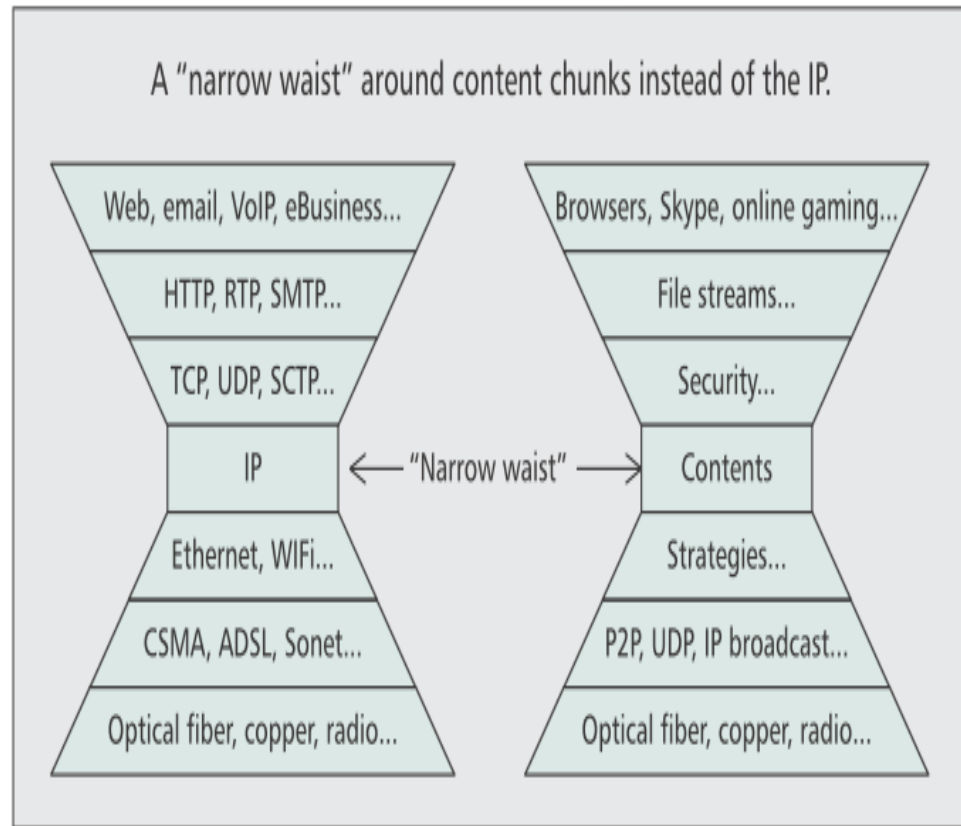 A “narrow waist” around content chunks instead of the IP.
Web, email, VoIP, eBusiness...
HTTP, RTP, SMTP...
TCP, UDP, SCTP...
IP
Ethernet, WIFi...
CSMA, ADSL, Sonet...
Optical fiber, copper, radio...
“Narrow waist”
Browsers, Skype, online gaming...
File streams...
Security...
Contents
Strategies...
P2P, UDP, IP broadcast...
Optical fiber, copper, radio...